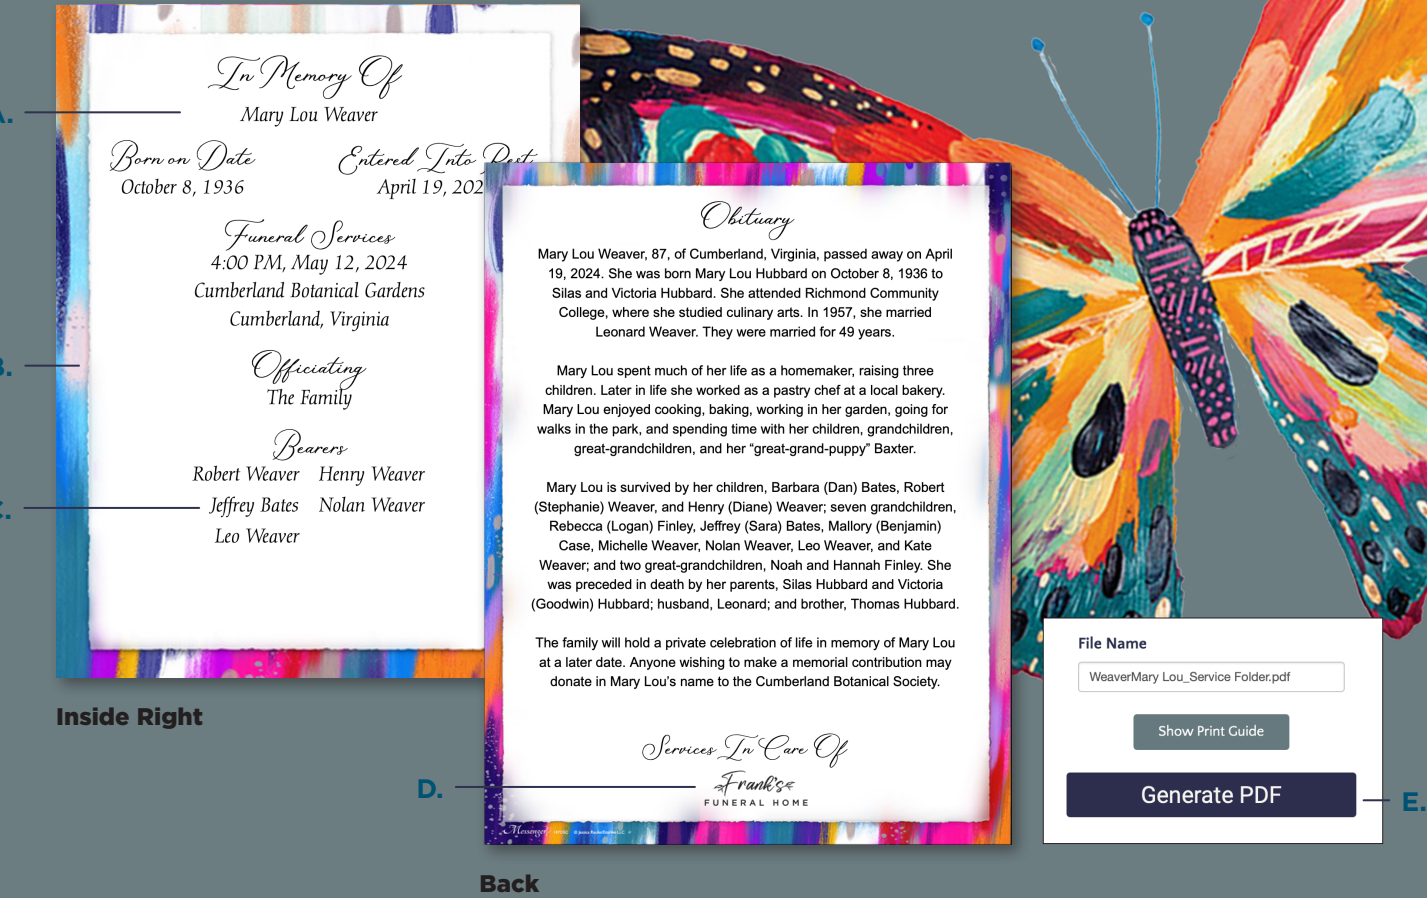 In Memory Of
Mary Lou Weaver
Born on Date
October 8, 1936
Entered Into Rest
April 19, 202
Funeral Services
4:00 PM, May 12, 2024
Cumberland Botanical Gardens
Cumberland, Virginia
Officiating
The Family
Bearers
Robert Weaver Henry Weaver
Jeffrey Bates Nolan Weaver
Leo Weaver
Inside Right
Obituary
Mary Lou Weaver, 87, of Cumberland, Virginia, passed away on April
19, 2024. She was born Mary Lou Hubbard on October 8, 1936 to
Silas and Victoria Hubbard. She attended Richmond Community
College, where she studied culinary arts. In 1957, she married
Leonard Weaver. They were married for 49 years.
Mary Lou spent much of her life as a homemaker, raising three
children. Later in life she worked as a pastry chef at a local bakery.
Mary Lou enjoyed cooking, baking, working in her garden, going for
walks in the park, and spending time with her children, grandchildren,
great-grandchildren, and her “great-grand-puppy” Baxter.
Mary Lou is survived by her children, Barbara (Dan) Bates, Robert
(Stephanie) Weaver, and Henry (Diane) Weaver; seven grandchildren,
Rebecca (Logan) Finley, Jeffrey (Sara) Bates, Mallory (Benjamin)
Case, Michelle Weaver, Nolan Weaver, Leo Weaver, and Kate
Weaver; and two great-grandchildren, Noah and Hannah Finley. She
was preceded in death by her parents, Silas Hubbard and Victoria
(Goodwin) Hubbard; husband, Leonard; and brother, Thomas Hubbard.
The family will hold a private celebration of life in memory of Mary Lou
at a later date. Anyone wishing to make a memorial contribution may
donate in Mary Lou’s name to the Cumberland Botanical Society.
Services In Care Of
D.
Frank's
FUNERAL HOME
Messenger
Back
File Name
WeaverMary Lou_Service Folder.pdf
Show Print Guide
Generate PDF
E.